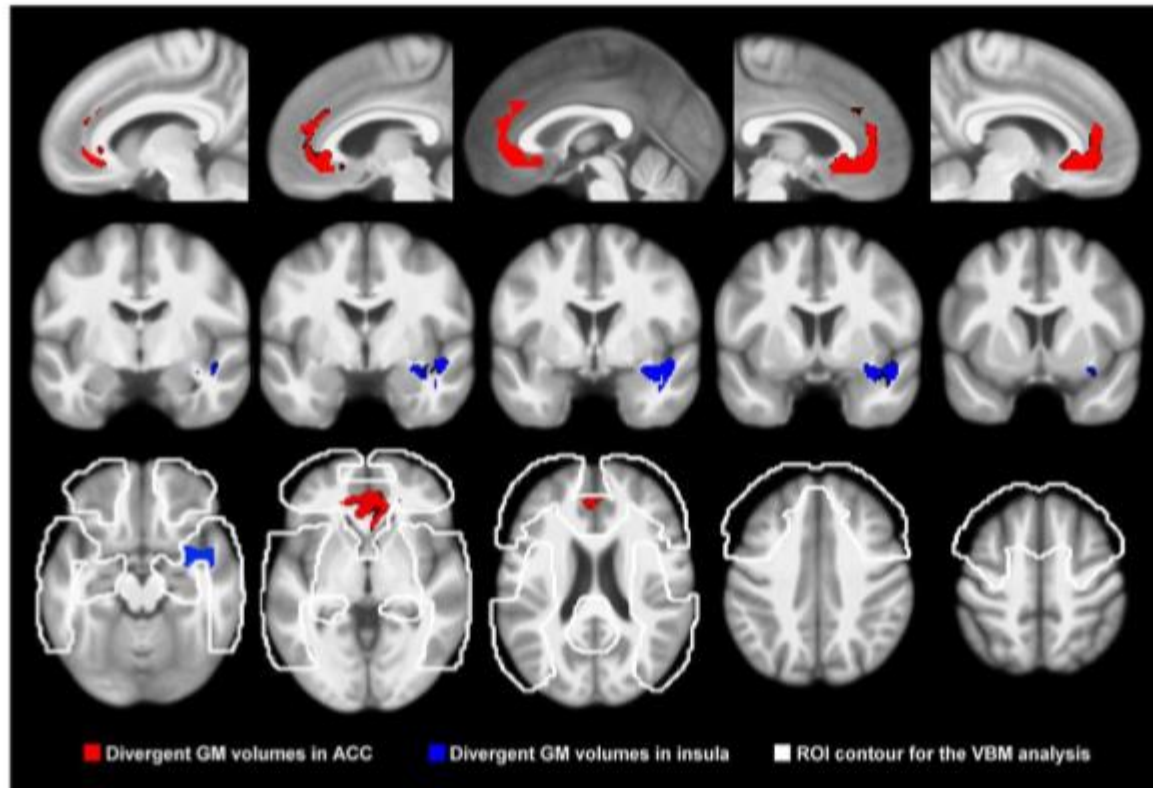 Divergent GM volumes in ACC Divergent GM volumes in insula ROI contour for the VBM analysis